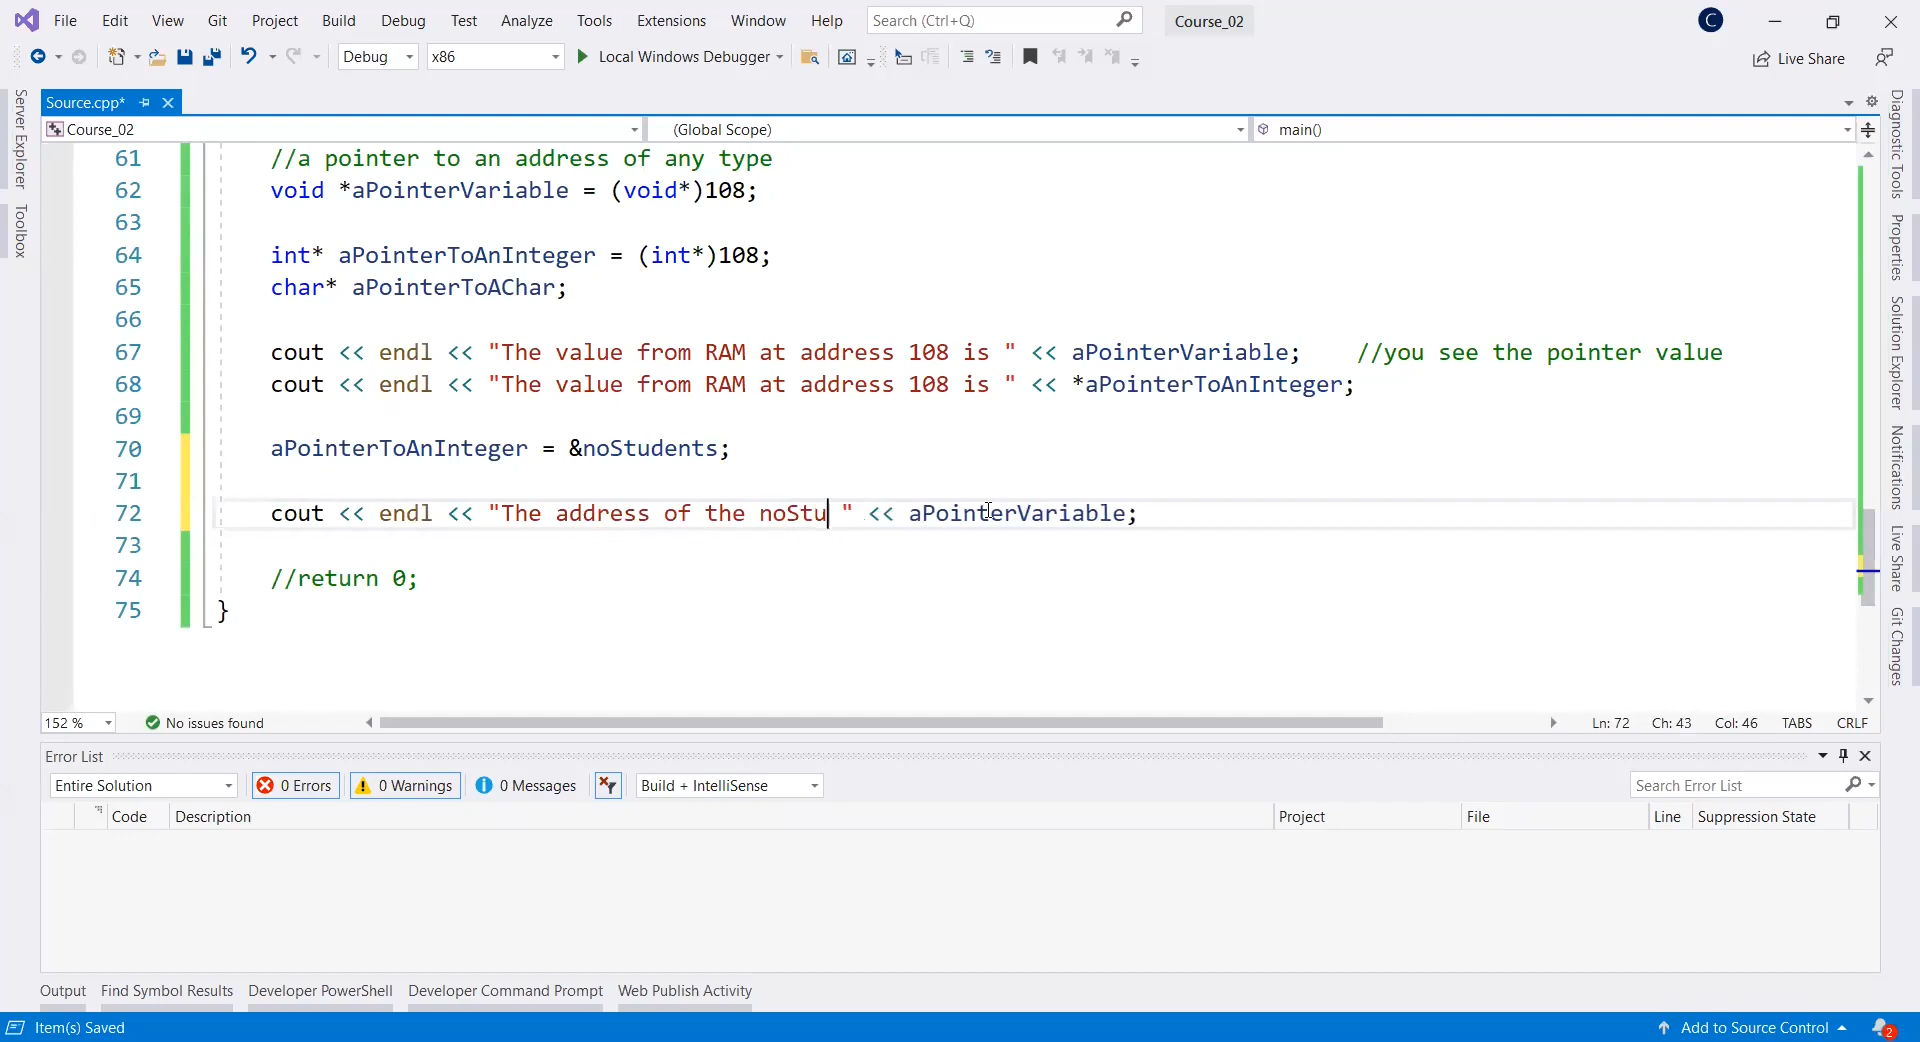 File Edit View Git Project Build Debug Test Analyze Tools Extensions Window Help Search (Ctrl+Q) Course_02 C
Debug x86 Local Windows Debugger Live Share
Source.cpp*
Course_02 (Global Scope) main()
61 //a pointer to an address of any type
62 void *aPointerVariable = (void*)108;
63
64 int* aPointerToAnInteger = (int*)108;
65 char* aPointerToAChar;
66
67 cout << endl << "The value from RAM at address 108 is " << aPointerVariable; //you see the pointer value
68 cout << endl << "The value from RAM at address 108 is " << *aPointerToAnInteger;
69
70 aPointerToAnInteger = &noStudents;
71
72 cout << endl << "The address of the noStu " << aPointerVariable;
73
74 //return 0;
75 }
152 % No issues found Ln: 72 Ch: 43 Col: 46 TABS CRLF
Error List
Entire Solution 0 Errors 0 Warnings 0 Messages Build + IntelliSense Search Error List
Code Description Project File Line Suppression State
Output Find Symbol Results Developer PowerShell Developer Command Prompt Web Publish Activity
Item(s) Saved Add to Source Control 2
Server Explorer
Toolbox
Diagnostic Tools
Properties
Solution Explorer
Notifications
Live Share
Git Changes